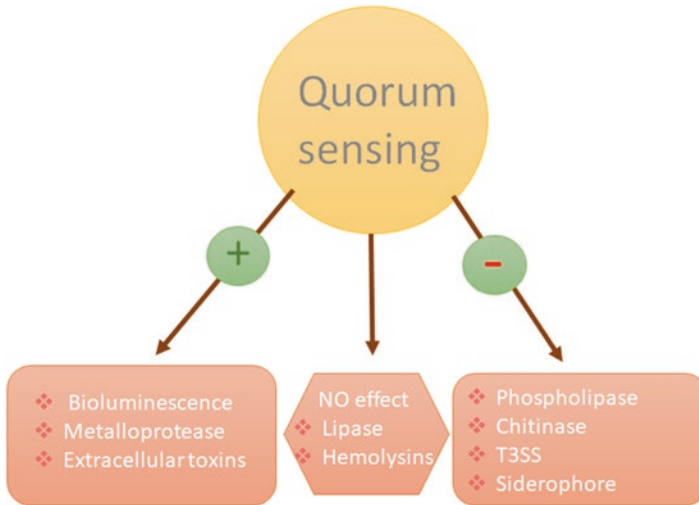 Quorum
sensing
+
-
Bioluminescence
Metalloprotease
Extracellular toxins
NO effect
Lipase
Hemolysins
Phospholipase
Chitinase
T3SS
Siderophore